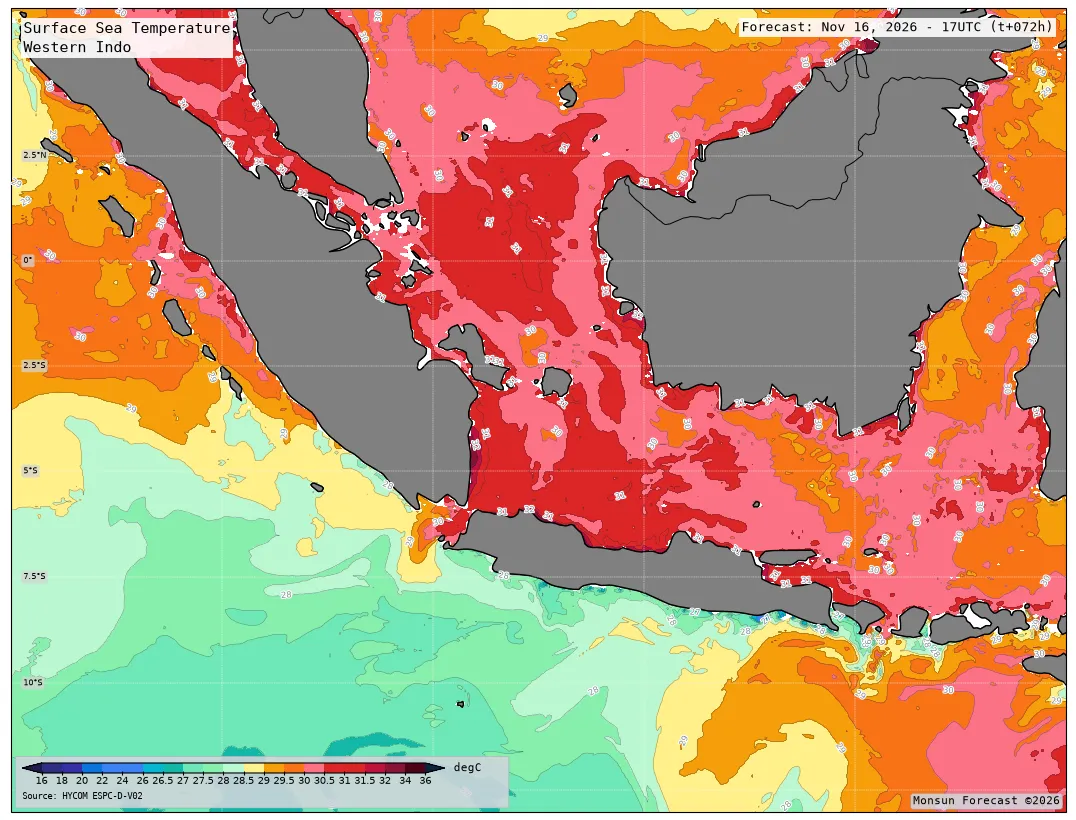 Surface Sea Temperature
Western Indo
Forecast: Nov 16, 2026 - 17UTC (t+072h)
2.5°N
0°
2.5°S
5°S
7.5°S
10°S
16 18 20 22 24 26 26.5 27 27.5 28 28.5 29 29.5 30 30.5 31 31.5 32 34 36
degC
Source: HYCOM ESPC-D-V02
Monsun Forecast ©2026